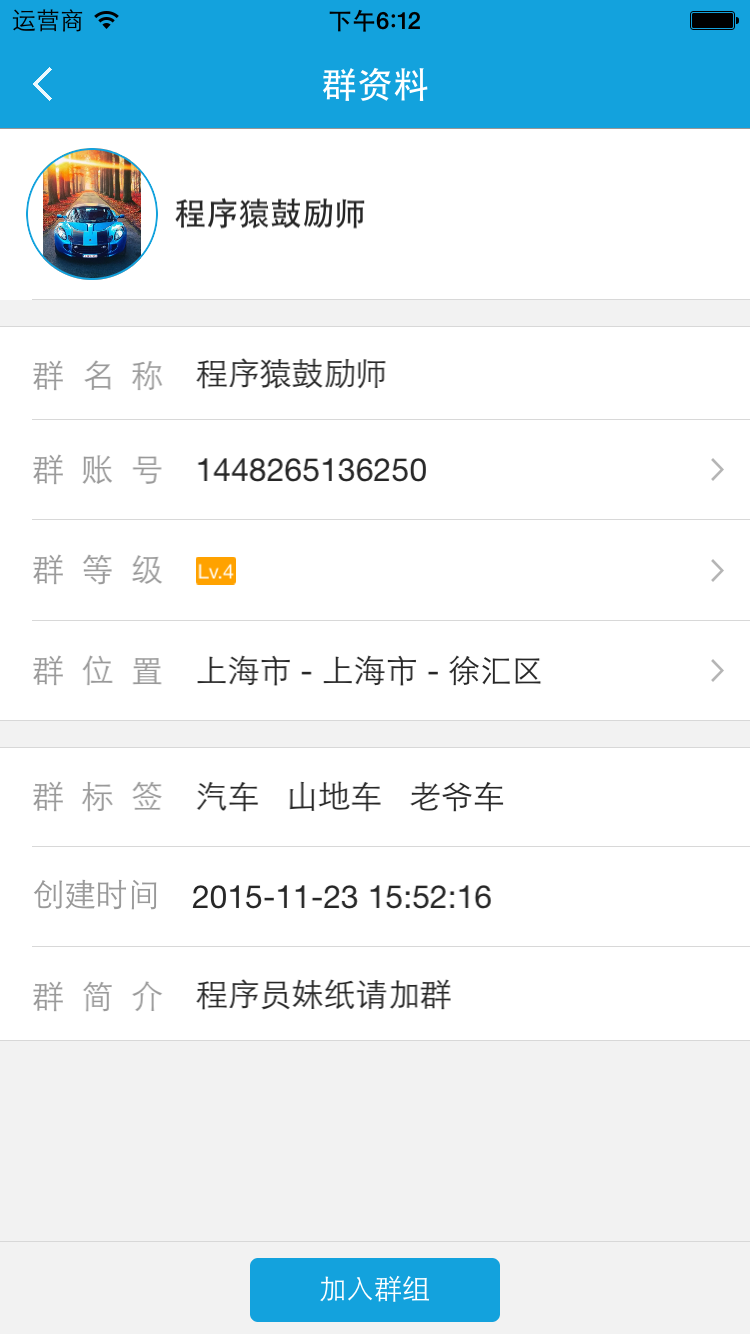 运营商 下午6:12
群资料
程序猿鼓励师
群名称 程序猿鼓励师
群账号 1448265136250
群等级 Lv.4
群位置 上海市 - 上海市 - 徐汇区
群标签 汽车 山地车 老爷车
创建时间 2015-11-23 15:52:16
群简介 程序员妹纸请加群
加入群组